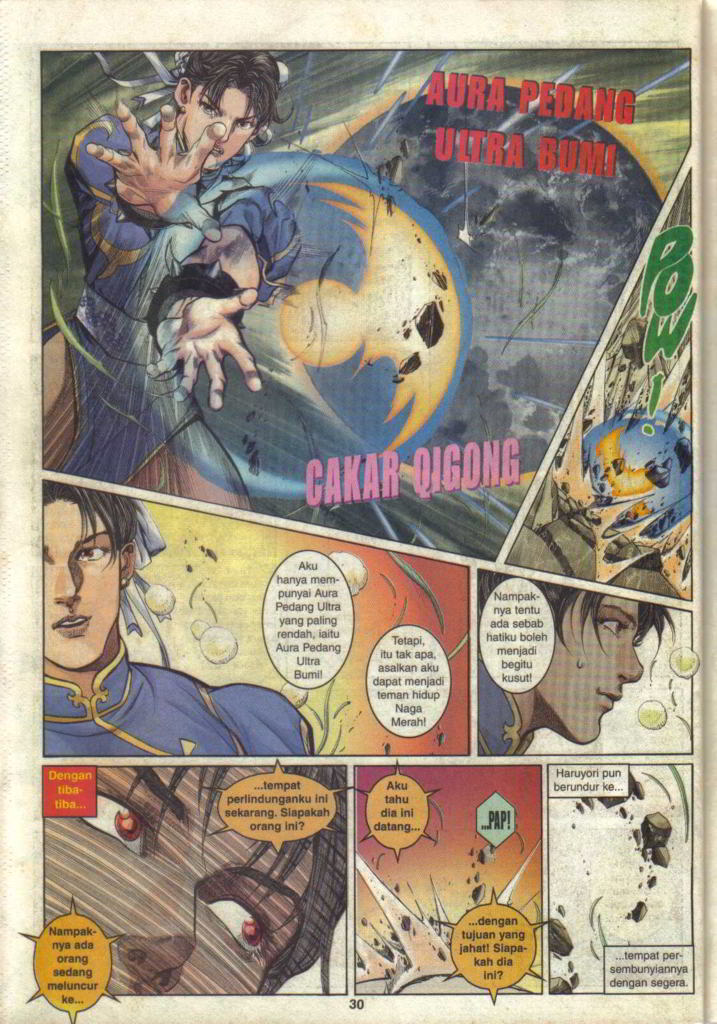 AURA PEDANG
ULTRA BUMI
POW!
CAKAR QIGONG
Aku
hanya mem-
punyai Aura
Pedang Ultra
yang paling
rendah, iaitu
Aura Pedang
Ultra
Bumi!
Tetapi,
itu tak apa,
asalkan aku
dapat menjadi
teman hidup
Naga
Merah!
Nampak-
nya tentu
ada sebab
hatiku boleh
menjadi
begitu
kusut!
Dengan
tiba-
tiba...
Nampak-
nya ada
orang
sedang
meluncur
ke...
...tempat
perlindunganku ini
sekarang. Siapakah
orang ini?
Aku
tahu
dia ini
datang...
...PAP!
...dengan
tujuan yang
jahat! Siapa-
kah dia
ini?
Haruyori pun
berundur ke...
...tempat per-
sembunyiannya
dengan segera.
30